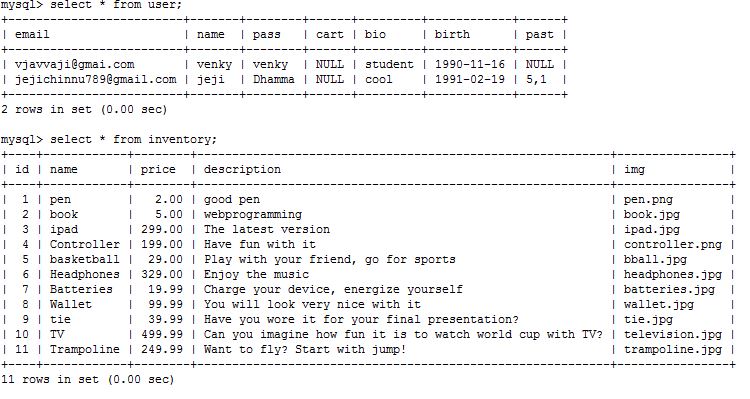 mysql> select * from user;
+-----------------------+-------+--------+------+---------+------------+------+
| email                 | name  | pass   | cart | bio     | birth      | past |
+-----------------------+-------+--------+------+---------+------------+------+
| vjavvaji@gmai.com     | venky | venky  | NULL | student | 1990-11-16 | NULL |
| jejichinnu789@gmail.com | jeji  | Dhamma | NULL | cool    | 1991-02-19 | 5,1  |
+-----------------------+-------+--------+------+---------+------------+------+
2 rows in set (0.00 sec)
mysql> select * from inventory;
+----+------------+--------+-----------------------------------------------------------+----------------+
| id | name       | price  | description                                               | img            |
+----+------------+--------+-----------------------------------------------------------+----------------+
|  1 | pen        |   2.00 | good pen                                                  | pen.png        |
|  2 | book       |   5.00 | webprogramming                                            | book.jpg       |
|  3 | ipad       | 299.00 | The latest version                                        | ipad.jpg       |
|  4 | Controller | 199.00 | Have fun with it                                          | controller.png |
|  5 | basketball |  29.00 | Play with your friend, go for sports                      | bball.jpg      |
|  6 | Headphones | 329.00 | Enjoy the music                                           | headphones.jpg |
|  7 | Batteries  |  19.99 | Charge your device, energize yourself                     | batteries.jpg  |
|  8 | Wallet     |  99.99 | You will look very nice with it                           | wallet.jpg     |
|  9 | tie        |  39.99 | Have you wore it for your final presentation?             | tie.jpg        |
| 10 | TV         | 499.99 | Can you imagine how fun it is to watch world cup with TV? | television.jpg |
| 11 | Trampoline | 249.99 | Want to fly? Start with jump!                             | trampoline.jpg |
+----+------------+--------+-----------------------------------------------------------+----------------+
11 rows in set (0.00 sec)